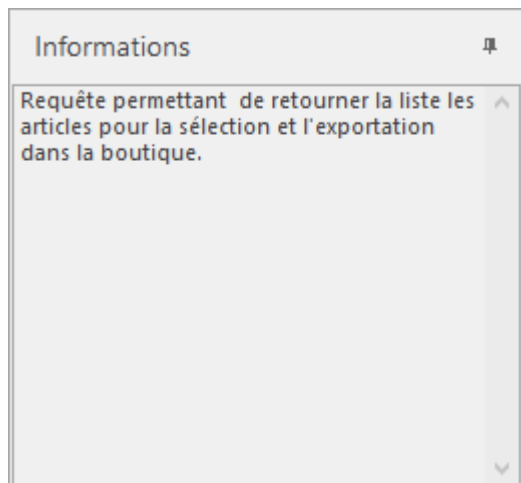 Informations
Requête permettant  de retourner la liste les
articles pour la sélection et l'exportation
dans la boutique.